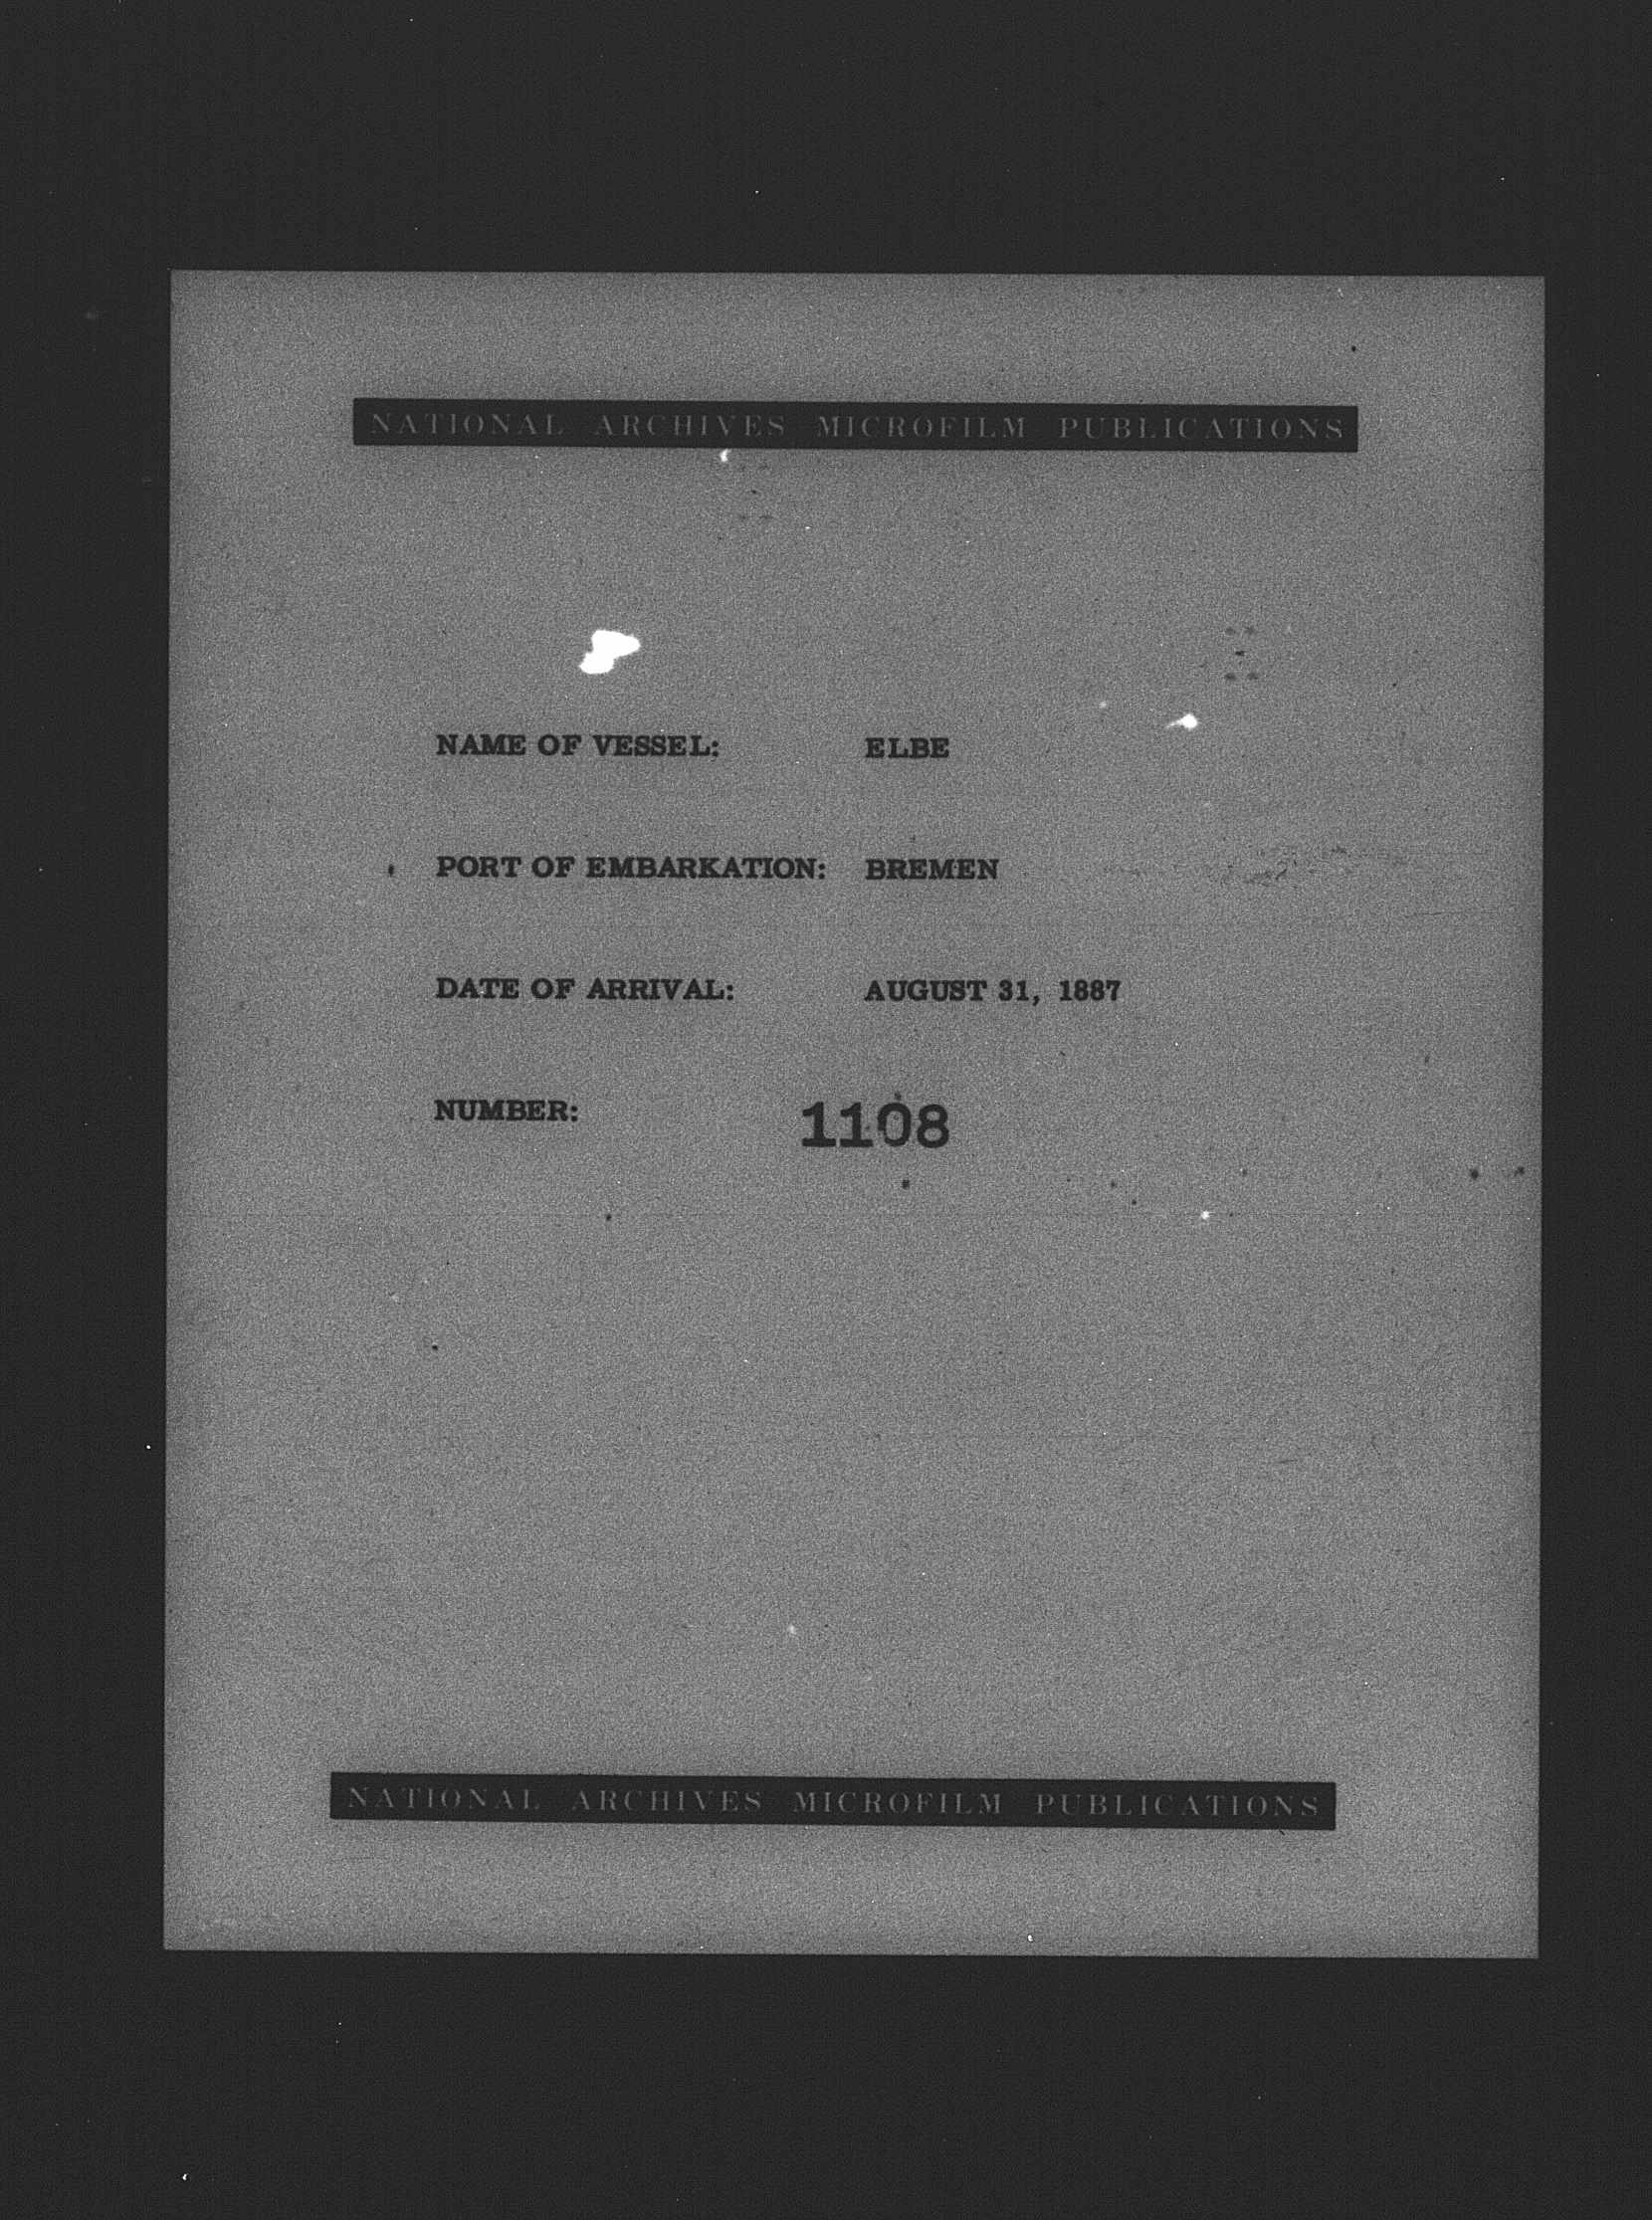 NATIONAL ARCHIVES MICROFILM PUBLICATIONS
NAME OF VESSEL: ELBE
PORT OF EMBARKATION: BREMEN
DATE OF ARRIVAL: AUGUST 31, 1887
NUMBER: 1108
NATIONAL ARCHIVES MICROFILM PUBLICATIONS